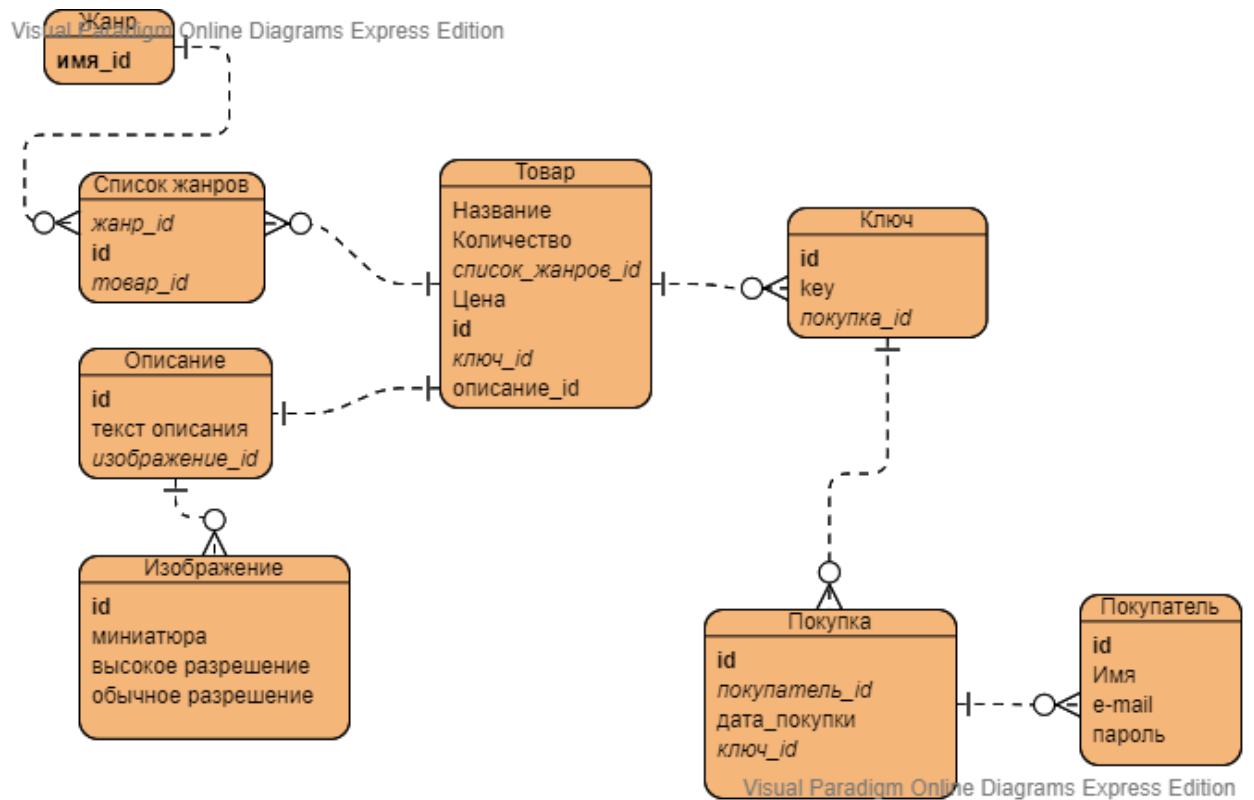 Жанр
Visual Paradigm Online Diagrams Express Edition
имя_id
Список жанров
жанр_id
id
товар_id
Товар
Название
Количество
список_жанров_id
Цена
id
ключ_id
описание_id
Ключ
id
key
покупка_id
Описание
id
текст описания
изображение_id
Изображение
id
миниатюра
высокое разрешение
обычное разрешение
Покупка
id
покупатель_id
дата_покупки
ключ_id
Покупатель
id
Имя
e-mail
пароль
Visual Paradigm Online Diagrams Express Edition